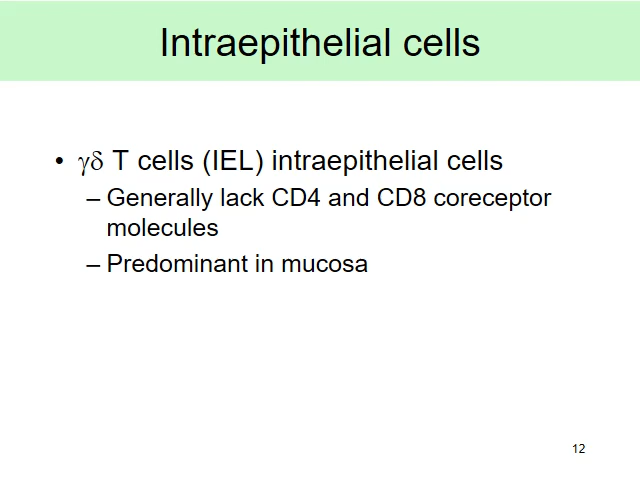 Intraepithelial cells
• γδ T cells (IEL) intraepithelial cells
– Generally lack CD4 and CD8 coreceptor
molecules
– Predominant in mucosa
12